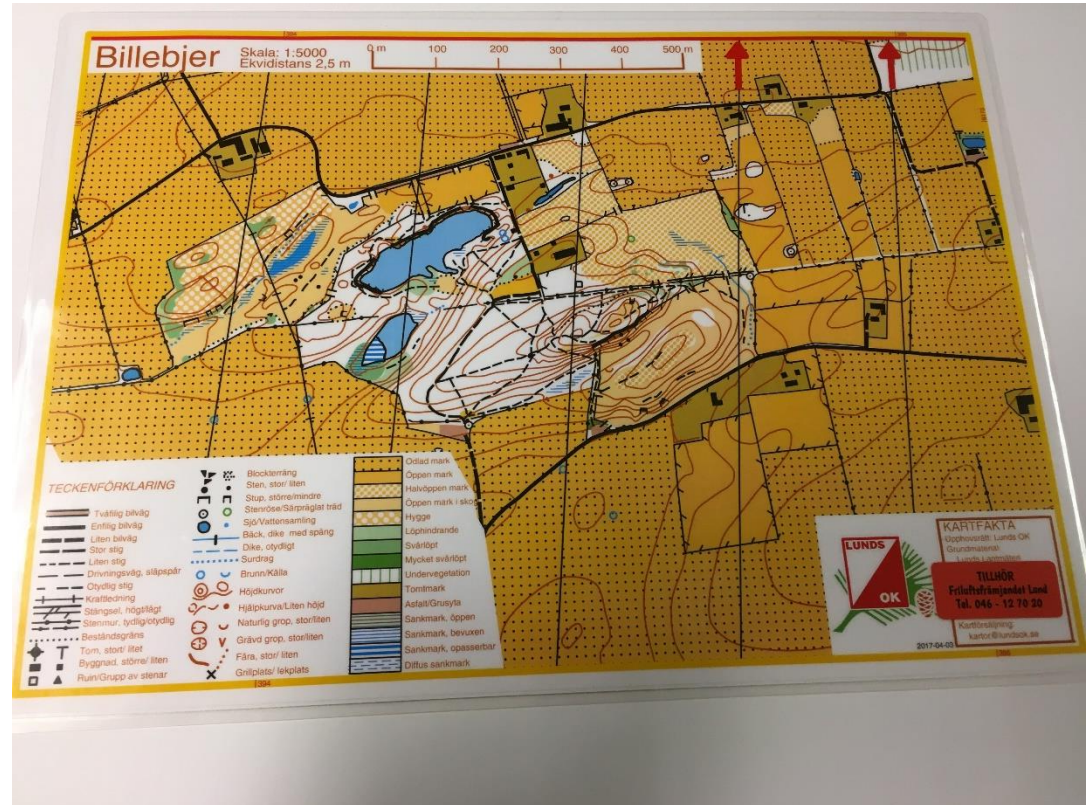 Billebjer
Skala: 1:5000
Ekvidistans 2,5 m
0 m 100 200 300 400 500 m
394
TECKENFÖRKLARING
Tvåfilig bilväg
Enfilig bilväg
Liten bilväg
Stor stig
Liten stig
Drivningsväg, släpspår
Otydlig stig
Kraftledning
Stängsel, högt/lågt
Stenmur, tydlig/otydlig
Beståndsgräns
Torn, stort/ litet
Byggnad, större/ liten
Ruin/Grupp av stenar
Blockterräng
Sten, stor/ liten
Stup, större/mindre
Stenröse/Särpräglat träd
Sjö/Vattensamling
Bäck, dike med spång
Dike, otydligt
Surdrag
Brunn/Källa
Höjdkurvor
Hjälpkurva/Liten höjd
Naturlig grop, stor/liten
Grävd grop, stor/liten
Fåra, stor/ liten
Grillplats/ lekplats
Odlad mark
Öppen mark
Halvöppen mark
Öppen mark i skog
Hygge
Löphindrande
Svårlöpt
Mycket svårlöpt
Undervegetation
Tomtmark
Asfalt/Grusyta
Sankmark, öppen
Sankmark, bevuxen
Sankmark, opasserbar
Diffus sankmark
LUNDS
OK
KARTFAKTA
Upphovsrätt: Lunds OK
Grundmaterial:
TILLHÖR
Friluftsfrämjandet Lund
Tel. 046 - 12 70 20
Kartförsäljning:
kartor@lundsok.se
2017-04-03
394